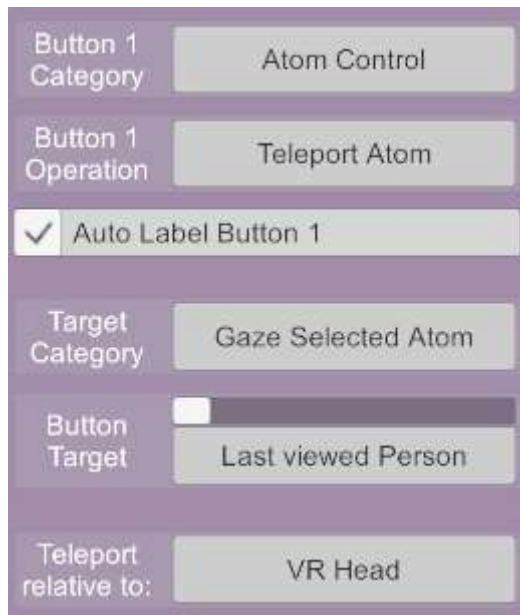 Button 1
Category
Atom Control
Button 1
Operation
Teleport Atom
Auto Label Button 1
Target
Category
Gaze Selected Atom
Button
Target
Last viewed Person
Teleport
relative to:
VR Head